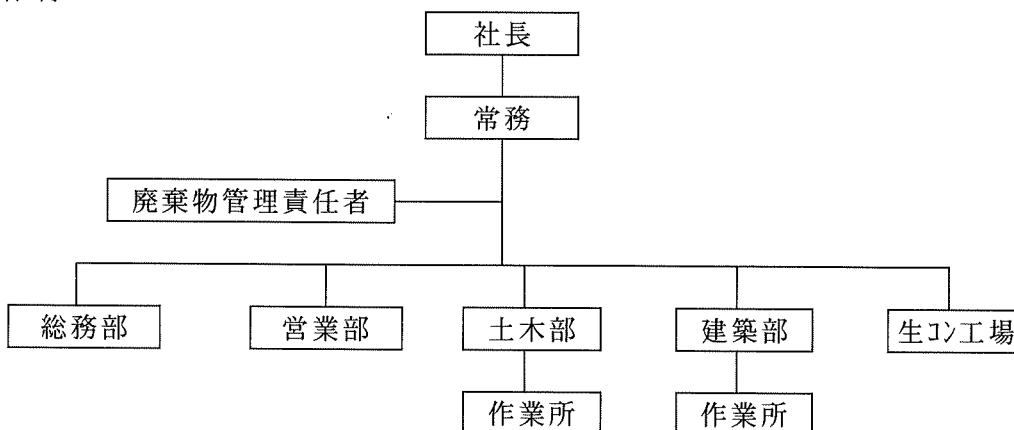 社長
常務
廃棄物管理責任者
総務部 営業部 土木部 建築部 生コン工場
作業所 作業所